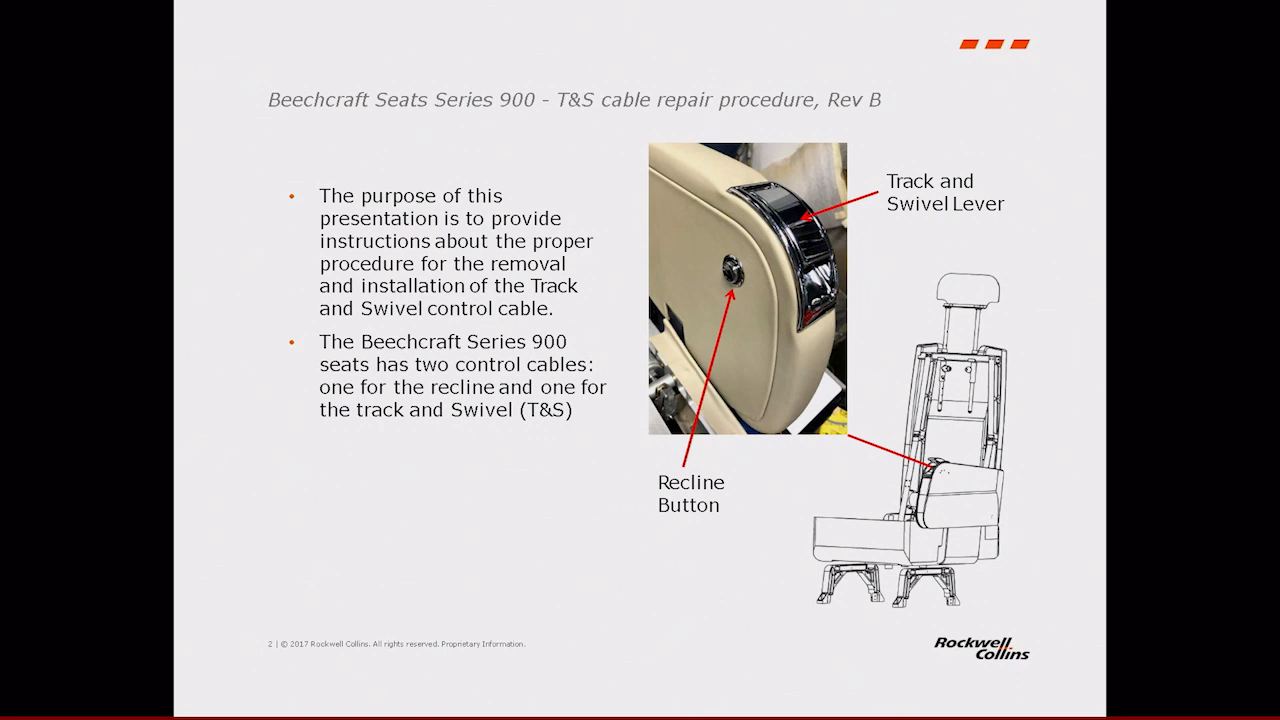 Beechcraft Seats Series 900 - T&S cable repair procedure, Rev B
• The purpose of this
presentation is to provide
instructions about the proper
procedure for the removal
and installation of the Track
and Swivel control cable.
• The Beechcraft Series 900
seats has two control cables:
one for the recline and one for
the track and Swivel (T&S)
Track and
Swivel Lever
Recline
Button
2 | © 2017 Rockwell Collins. All rights reserved. Proprietary Information.
Rockwell
Collins